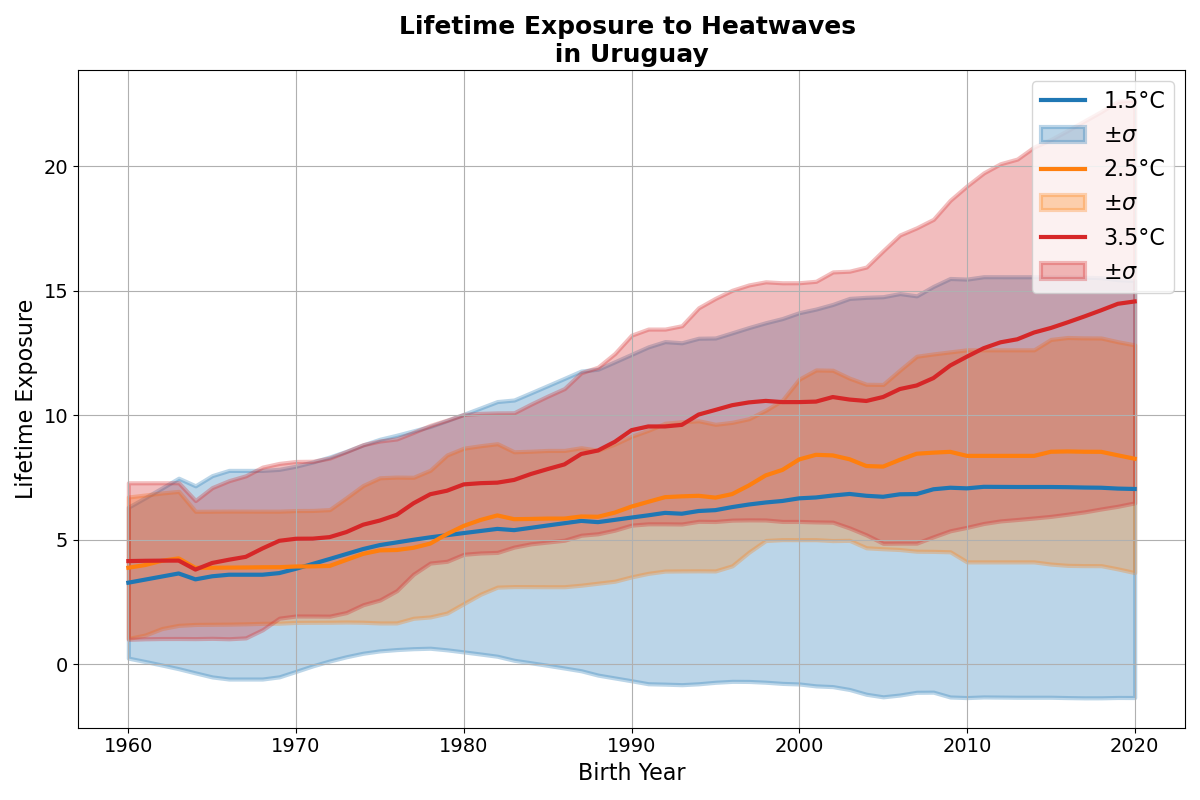 Lifetime Exposure to Heatwaves
in Uruguay
Lifetime Exposure
20
15
10
5
0
1960
1970
1980
1990
2000
2010
2020
Birth Year
1.5°C
±σ
2.5°C
±σ
3.5°C
±σ